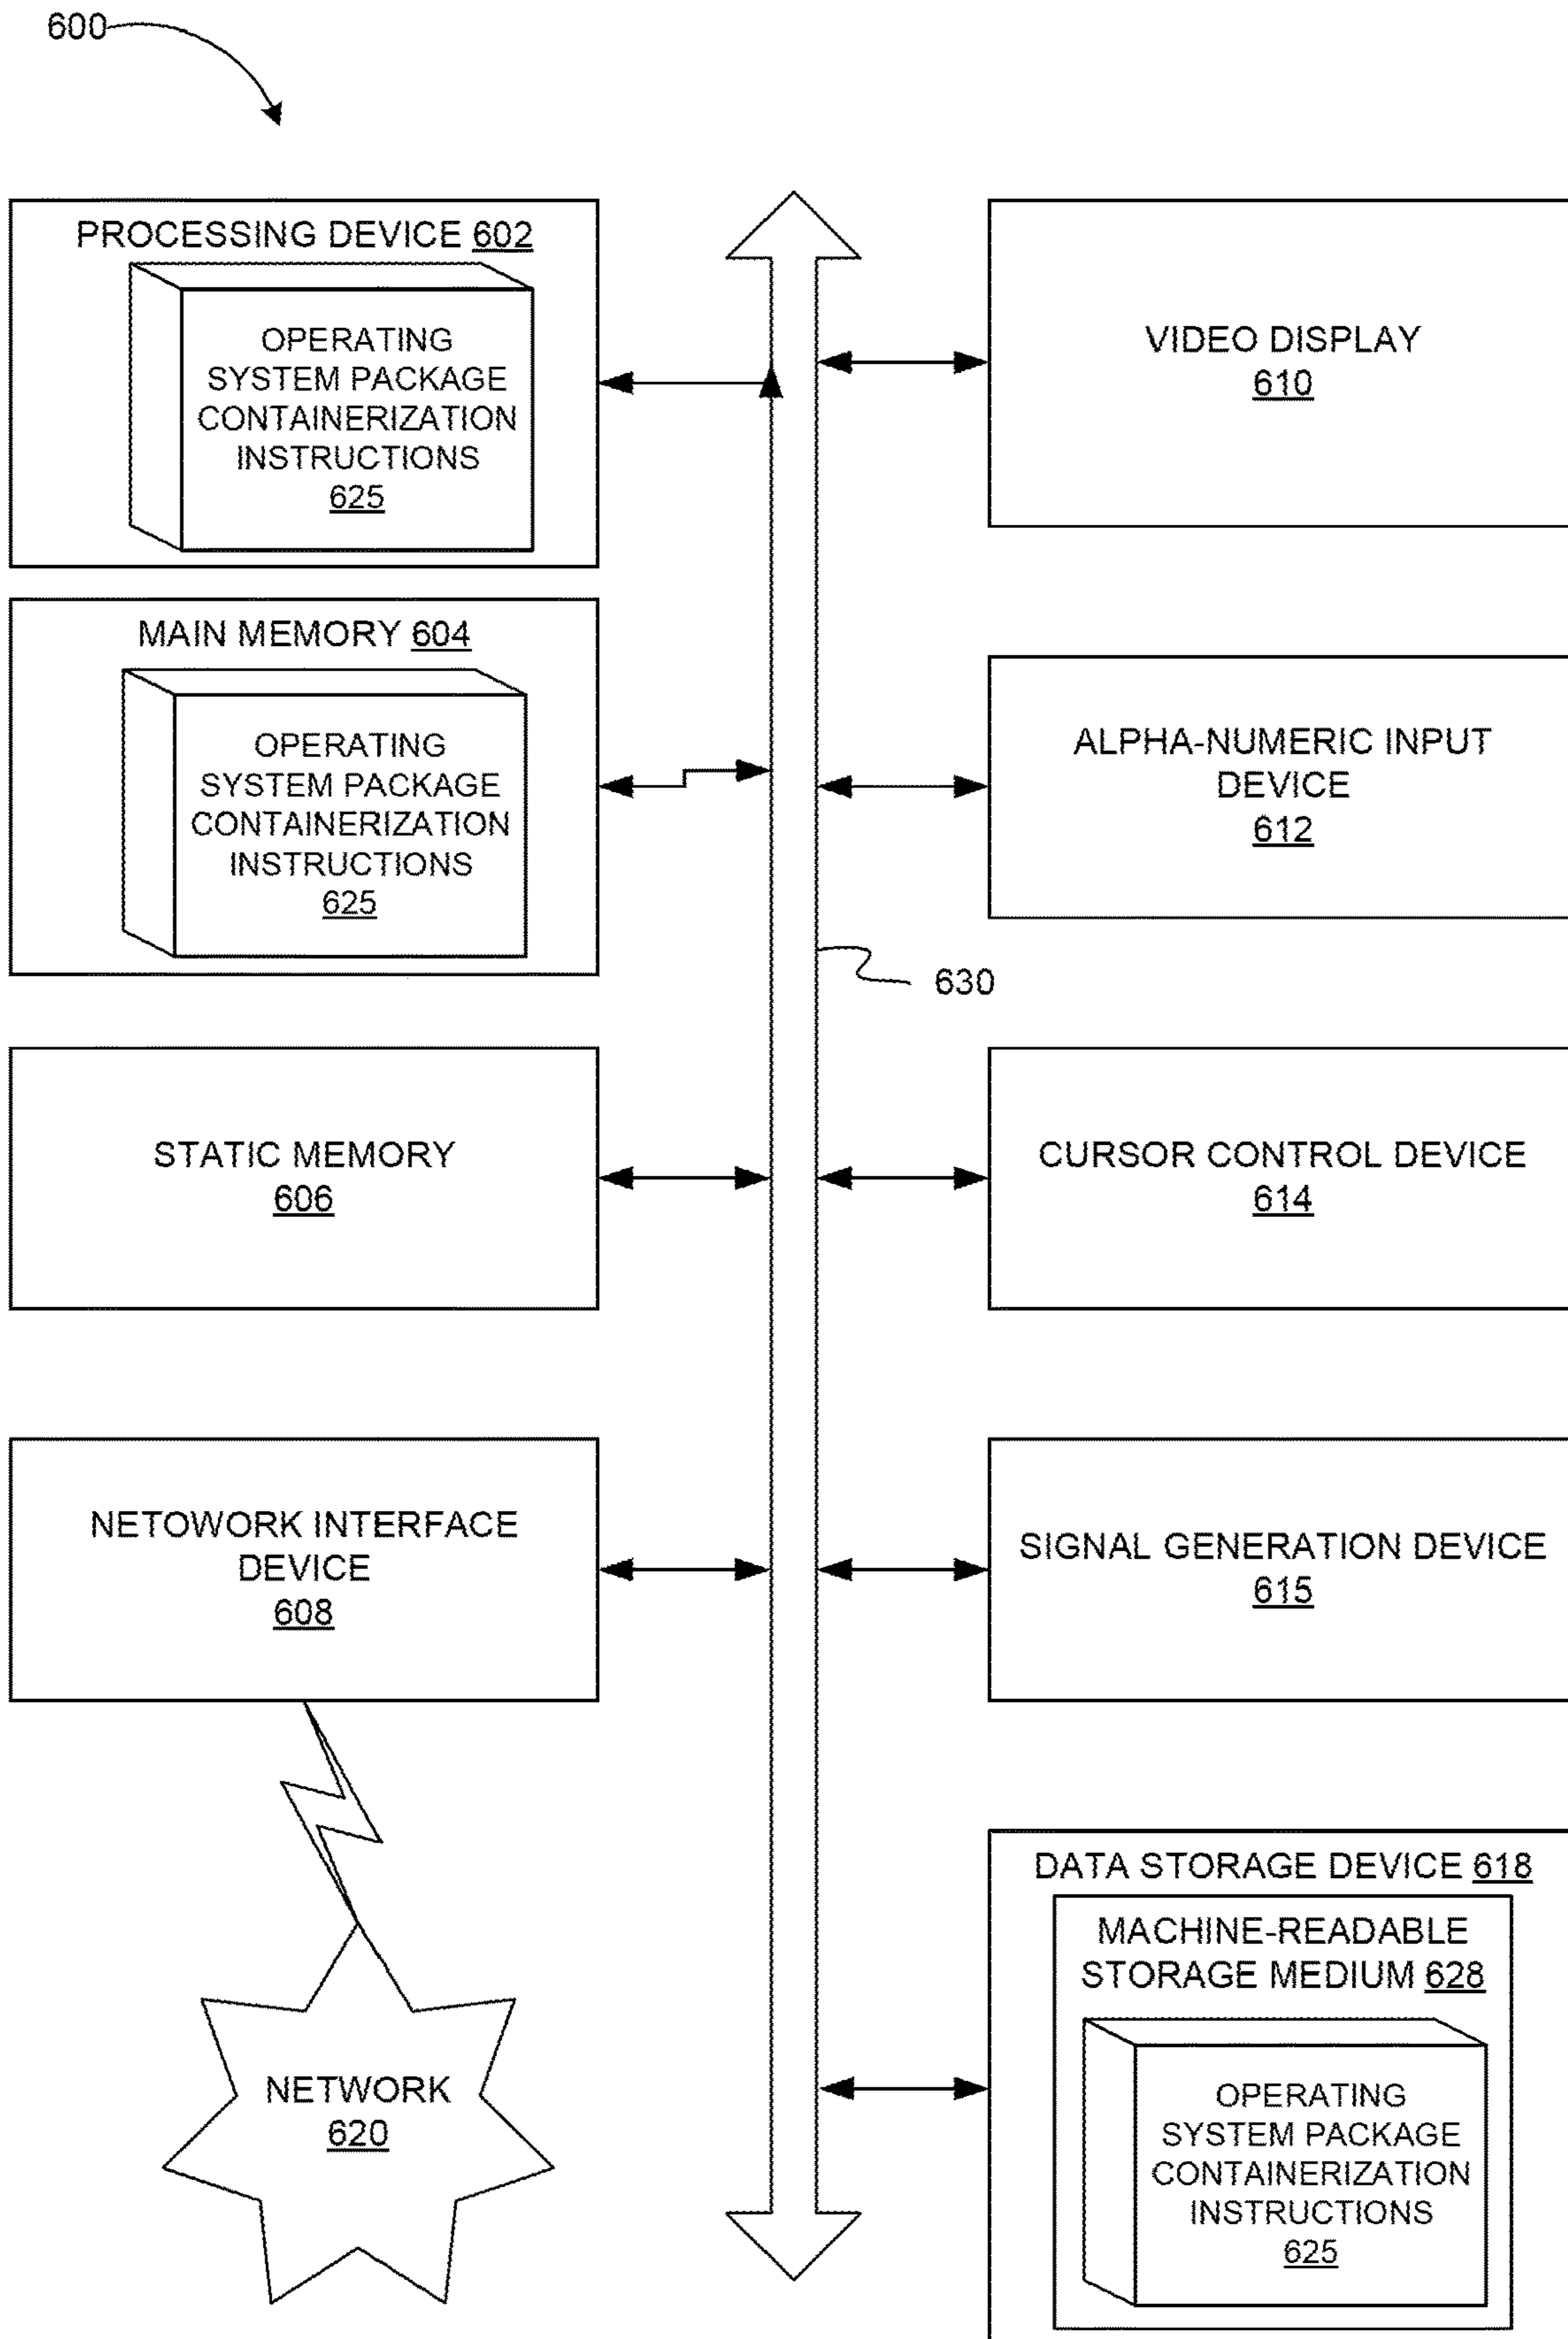 600
PROCESSING DEVICE 602
OPERATING
SYSTEM PACKAGE
CONTAINERIZATION
INSTRUCTIONS
625
MAIN MEMORY 604
OPERATING
SYSTEM PACKAGE
CONTAINERIZATION
INSTRUCTIONS
625
STATIC MEMORY
606
NETOWORK INTERFACE
DEVICE
608
NETWORK
620
VIDEO DISPLAY
610
ALPHA-NUMERIC INPUT
DEVICE
612
630
CURSOR CONTROL DEVICE
614
SIGNAL GENERATION DEVICE
615
DATA STORAGE DEVICE 618
MACHINE-READABLE
STORAGE MEDIUM 628
OPERATING
SYSTEM PACKAGE
CONTAINERIZATION
INSTRUCTIONS
625